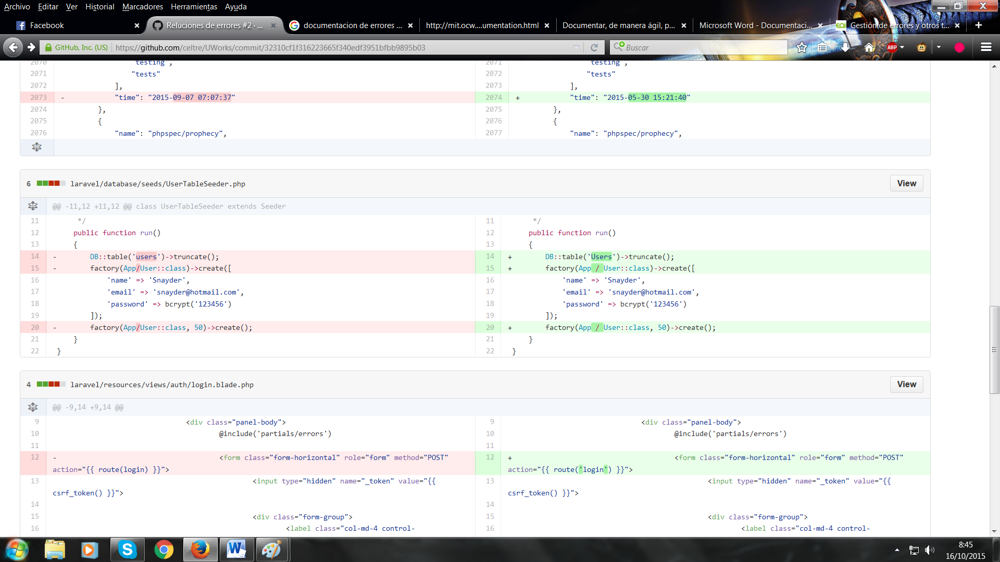 Archivo Editar Ver Historial Marcadores Herramientas Ayuda
Facebook
Reluciones de errores #2 · ...
documentacion de errores ...
http://mit.ocw....umentation.html
Documentar, de manera ágil, p...
Microsoft Word - Documentaci...
EOI Gestión de errores y otros t...
GitHub, Inc. (US) https://github.com/celtre/UWorks/commit/32310cf1f316223665f340edf3951bfbb9895b03
Buscar
ABP
2070 "testing", 2071 "testing",
2071 "tests" 2072 "tests"
2072 ], 2073 ],
2073 - "time": "2015-09-07 07:07:37" 2074 + "time": "2015-05-30 15:21:40"
2074 }, 2075 },
2075 { 2076 {
2076 "name": "phpspec/prophecy", 2077 "name": "phpspec/prophecy",
6 laravel/database/seeds/UserTableSeeder.php View
@@ -11,12 +11,12 @@ class UserTableSeeder extends Seeder
11 */ 11 */
12 public function run() 12 public function run()
13 { 13 {
14 - DB::table('users')->truncate(); 14 + DB::table('Users')->truncate();
15 - factory(App/User::class)->create([ 15 + factory(App / User::class)->create([
16 'name' => 'Snayder', 16 'name' => 'Snayder',
17 'email' => 'snayder@hotmail.com', 17 'email' => 'snayder@hotmail.com',
18 'password' => bcrypt('123456') 18 'password' => bcrypt('123456')
19 ]); 19 ]);
20 - factory(App/User::class, 50)->create(); 20 + factory(App / User::class, 50)->create();
21 } 21 }
22 } 22 }
4 laravel/resources/views/auth/login.blade.php View
@@ -9,14 +9,14 @@
9 <div class="panel-body"> 9 <div class="panel-body">
10 @include('partials/errors') 10 @include('partials/errors')
11 11
12 - <form class="form-horizontal" role="form" method="POST" 12 + <form class="form-horizontal" role="form" method="POST"
action="{{ route(login) }}"> action="{{ route('login') }}">
13 <input type="hidden" name="_token" value="{{ 13 <input type="hidden" name="_token" value="{{
csrf_token() }}"> csrf_token() }}">
14 14
15 <div class="form-group"> 15 <div class="form-group">
16 <label class="col-md-4 control- 16 <label class="col-md-4 control-
8:45
16/10/2015